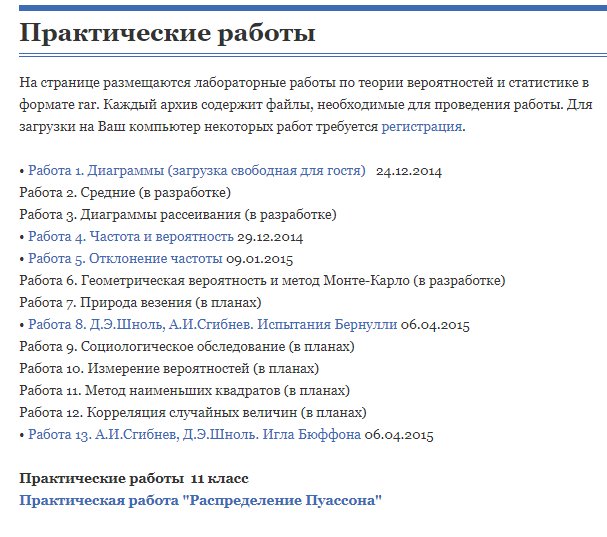 Практические работы
На странице размещаются лабораторные работы по теории вероятностей и статистике в
формате rar. Каждый архив содержит файлы, необходимые для проведения работы. Для
загрузки на Ваш компьютер некоторых работ требуется регистрация.
• Работа 1. Диаграммы (загрузка свободная для гостя) 24.12.2014
Работа 2. Средние (в разработке)
Работа 3. Диаграммы рассеивания (в разработке)
• Работа 4. Частота и вероятность 29.12.2014
• Работа 5. Отклонение частоты 09.01.2015
Работа 6. Геометрическая вероятность и метод Монте-Карло (в разработке)
Работа 7. Природа везения (в планах)
• Работа 8. Д.Э.Шноль, А.И.Сгибнев. Испытания Бернулли 06.04.2015
Работа 9. Социологическое обследование (в планах)
Работа 10. Измерение вероятностей (в планах)
Работа 11. Метод наименьших квадратов (в планах)
Работа 12. Корреляция случайных величин (в планах)
• Работа 13. А.И.Сгибнев, Д.Э.Шноль. Игла Бюффона 06.04.2015
Практические работы 11 класс
Практическая работа "Распределение Пуассона"